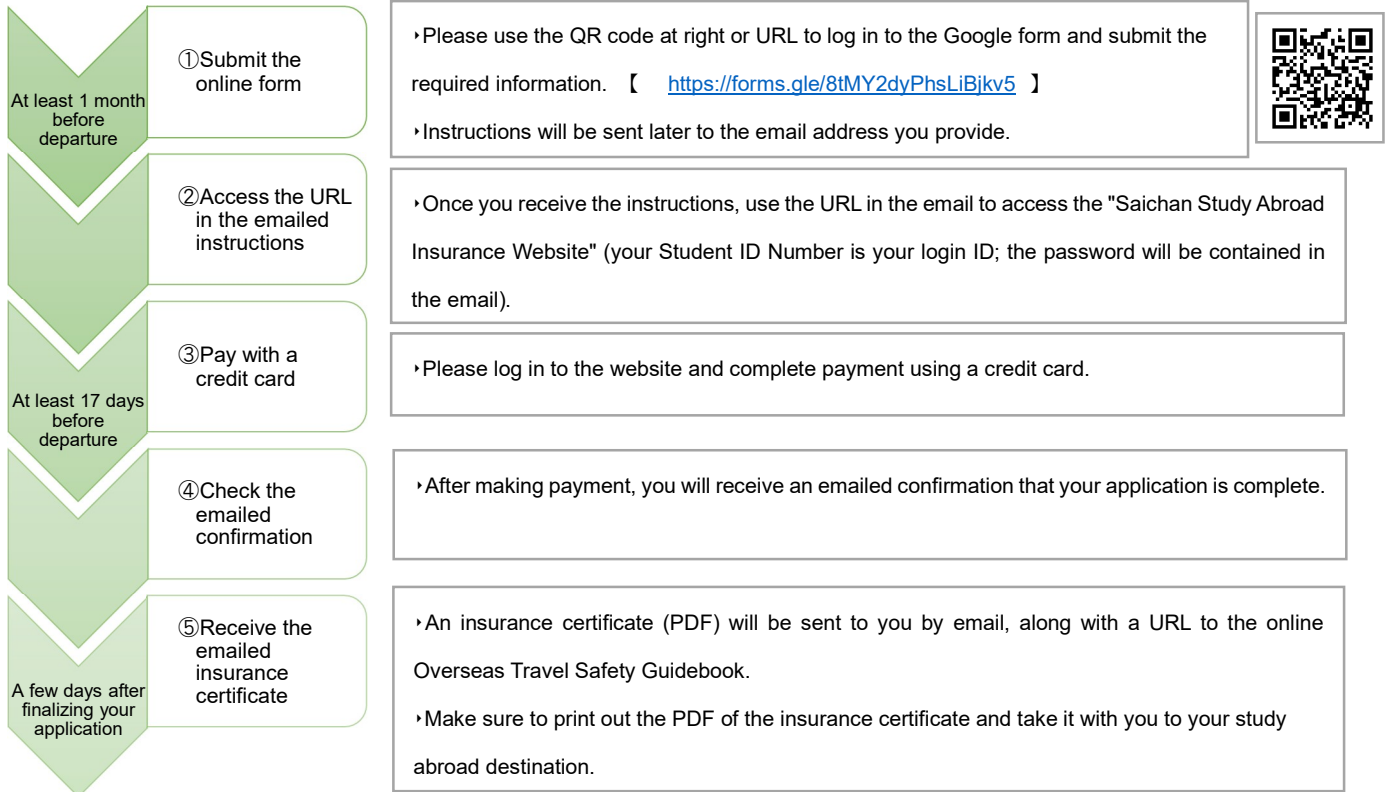 At least 1 month
before
departure
①Submit the
online form
‣Please use the QR code at right or URL to log in to the Google form and submit the
required information. 【 https://forms.gle/8tMY2dyPhsLiBjkv5 】
‣Instructions will be sent later to the email address you provide.
②Access the URL
in the emailed
instructions
‣Once you receive the instructions, use the URL in the email to access the "Saichan Study Abroad
Insurance Website" (your Student ID Number is your login ID; the password will be contained in
the email).
At least 17 days
before
departure
③Pay with a
credit card
‣Please log in to the website and complete payment using a credit card.
④Check the
emailed
confirmation
‣After making payment, you will receive an emailed confirmation that your application is complete.
A few days after
finalizing your
application
⑤Receive the
emailed
insurance
certificate
‣An insurance certificate (PDF) will be sent to you by email, along with a URL to the online
Overseas Travel Safety Guidebook.
‣Make sure to print out the PDF of the insurance certificate and take it with you to your study
abroad destination.